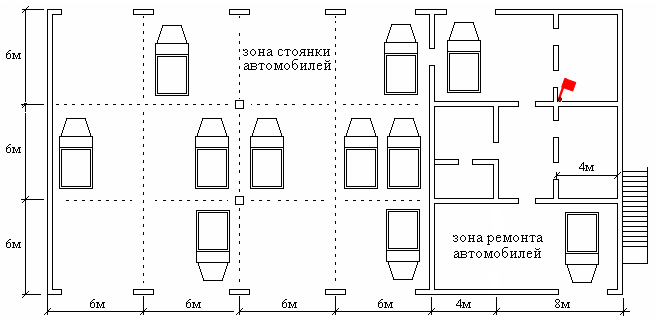 6м
зона стоянки
автомобилей
6м
4м
6м
зона ремонта
автомобилей
6м 6м 6м 6м 4м 8м